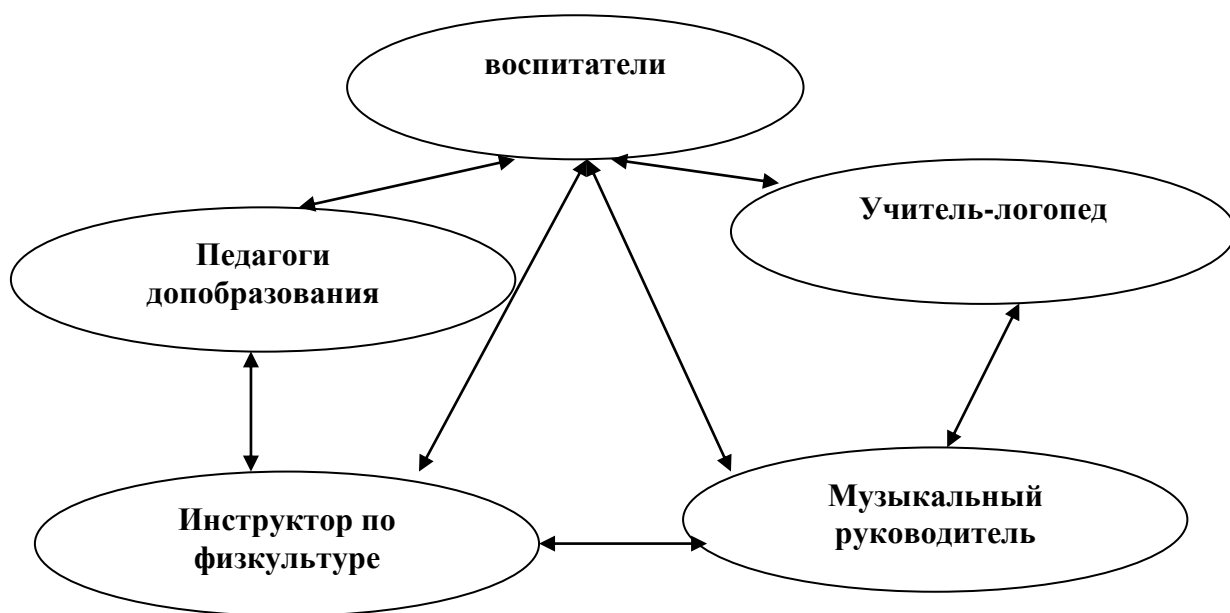 воспитатели
Учитель-логопед
Педагоги
допобразования
Музыкальный
руководитель
Инструктор по
физкультуре